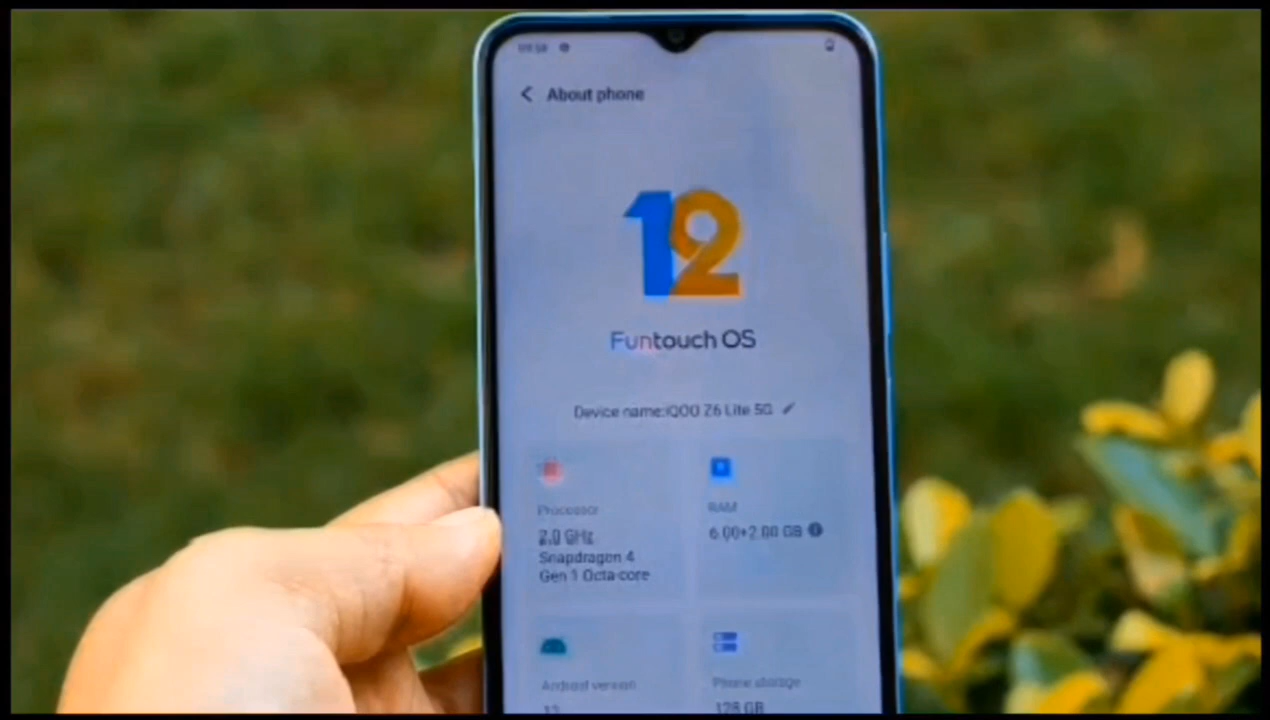 About phone
12
Funtouch OS
Device name:iQOO Z6 Lite 5G
Processor
2.0 GHz
Snapdragon 4
Gen 1 Octa-core
RAM
6.00+2.00 GB
Android version
12
Phone storage
128 GB